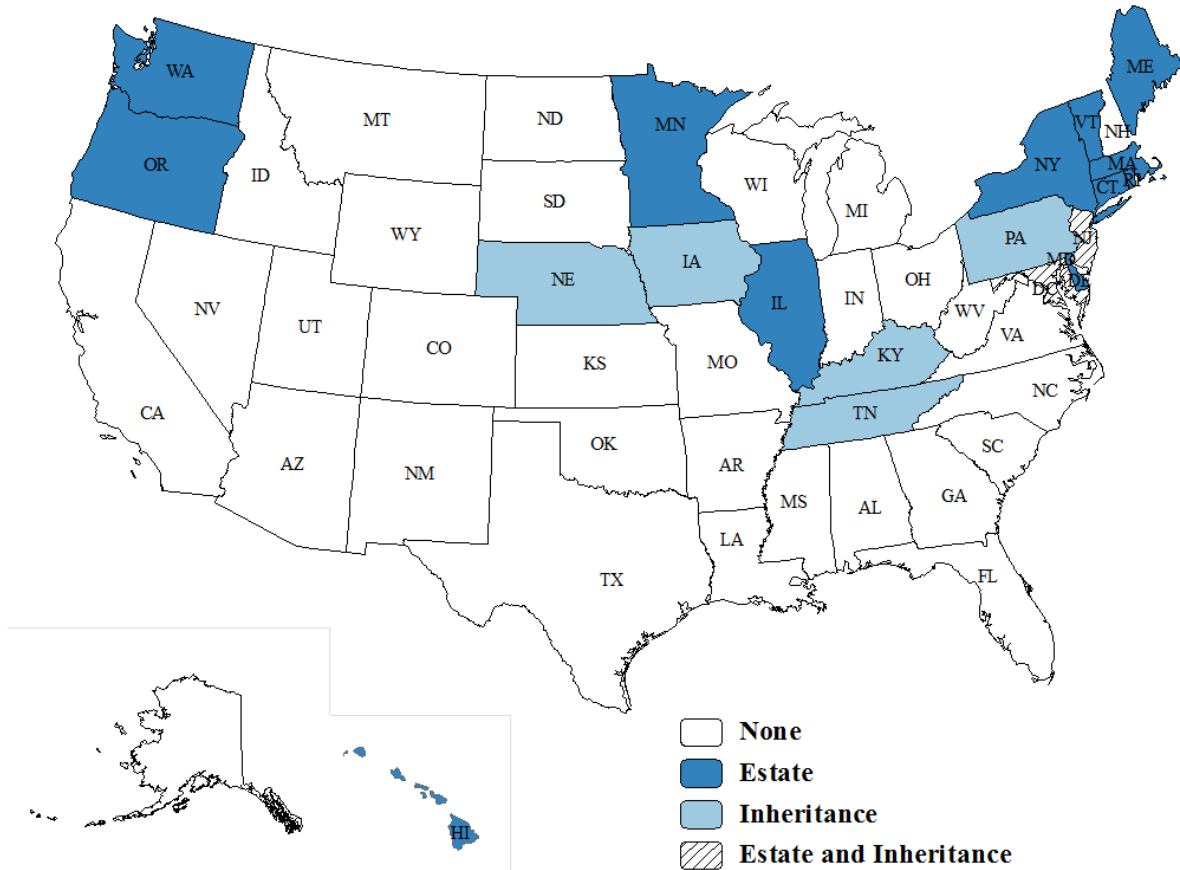 WA
ME
MT
ND
MN
VT
NH
OR
ID
NY
MA
CT
RI
WI
SD
MI
WY
PA
NJ
IA
NE
MD
OH
DE
DC
IL
IN
NV
WV
UT
VA
CO
KY
KS
MO
CA
NC
TN
OK
SC
AZ
NM
AR
GA
MS
AL
LA
TX
FL
None
Estate
Inheritance
HI
Estate and Inheritance